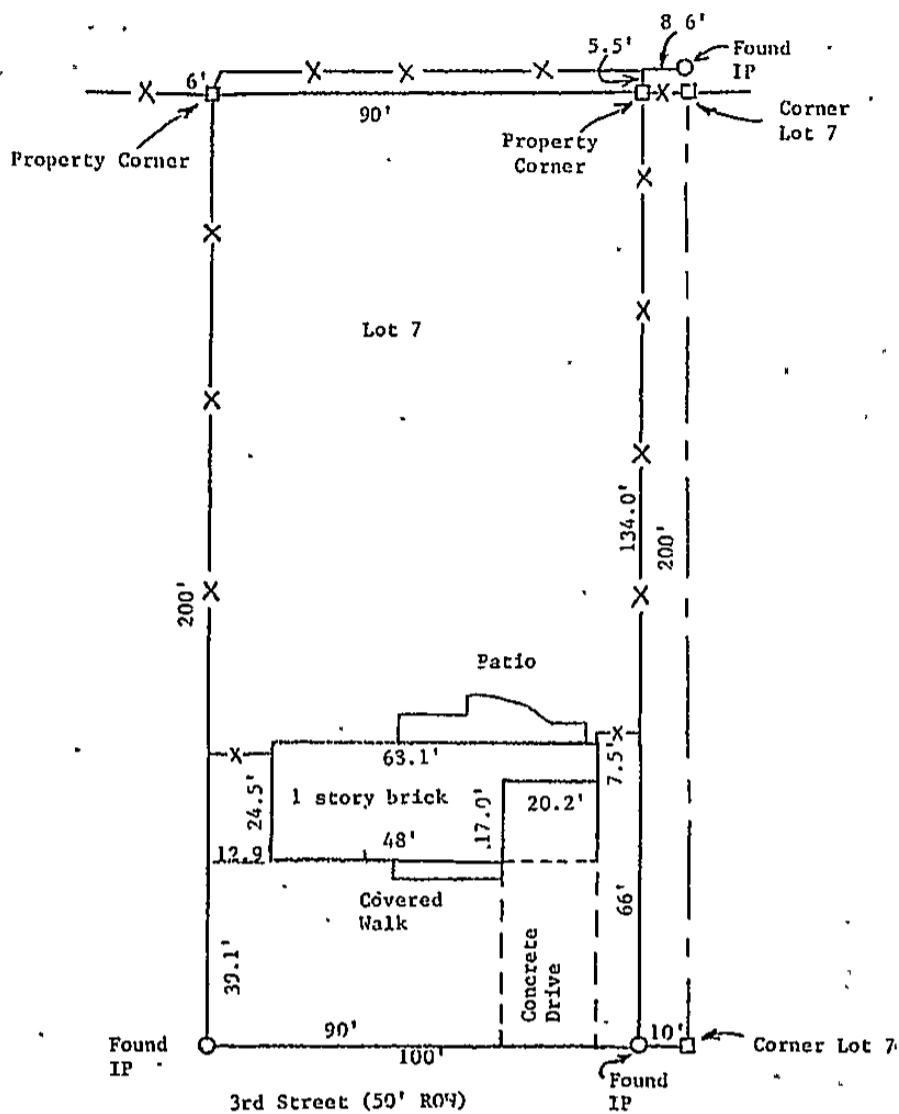 8 6'
5.5'
Found
IP
6'
90'
Property Corner
Property
Corner
Corner
Lot 7
Lot 7
134.0'
200'
200'
Patio
63.1'
7.5'
24.5'
1 story brick
17.0'
20.2'
48'
12.9
Covered
Walk
66'
39.1'
Concrete
Drive
90'
100'
10'
Found
IP
Corner Lot 7
Found
IP
3rd Street (50' ROW)